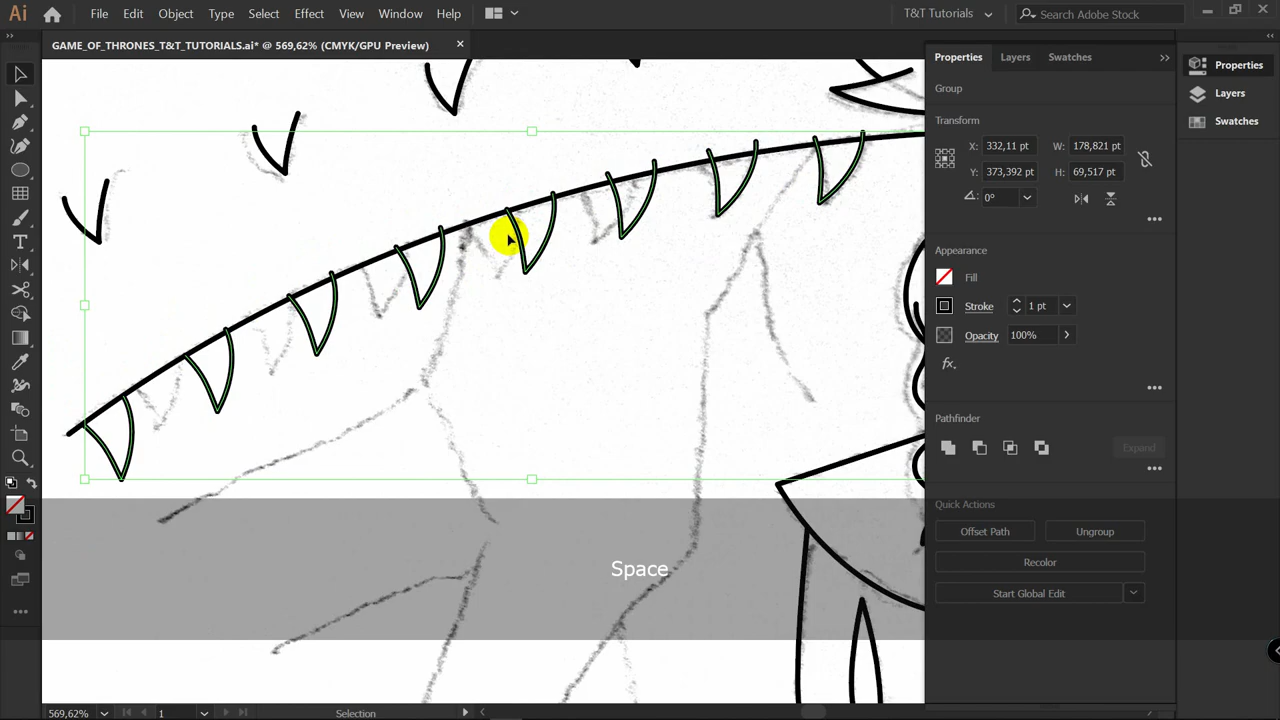 Ai
File Edit Object Type Select Effect View Window Help
T&T Tutorials
Search Adobe Stock
GAME_OF_THRONES_T&T_TUTORIALS.ai* @ 569,62% (CMYK/GPU Preview)
Properties Layers Swatches
Group
Transform
X: 332,11 pt W: 178,821 pt
Y: 373,392 pt H: 69,517 pt
0°
Appearance
Fill
Stroke 1 pt
Opacity 100%
fx
Pathfinder
Expand
Quick Actions
Offset Path Ungroup
Recolor
Start Global Edit
Properties
Layers
Swatches
Space
569,62% 1 Selection